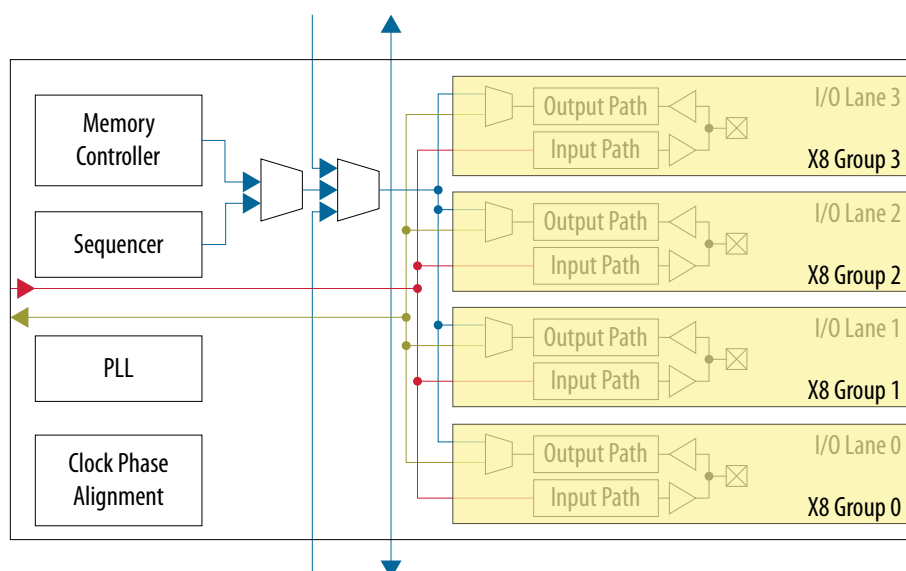 Memory
Controller
Sequencer
PLL
Clock Phase
Alignment
Output Path
I/O Lane 3
Input Path
X8 Group 3
Output Path
I/O Lane 2
Input Path
X8 Group 2
Output Path
I/O Lane 1
Input Path
X8 Group 1
Output Path
I/O Lane 0
Input Path
X8 Group 0